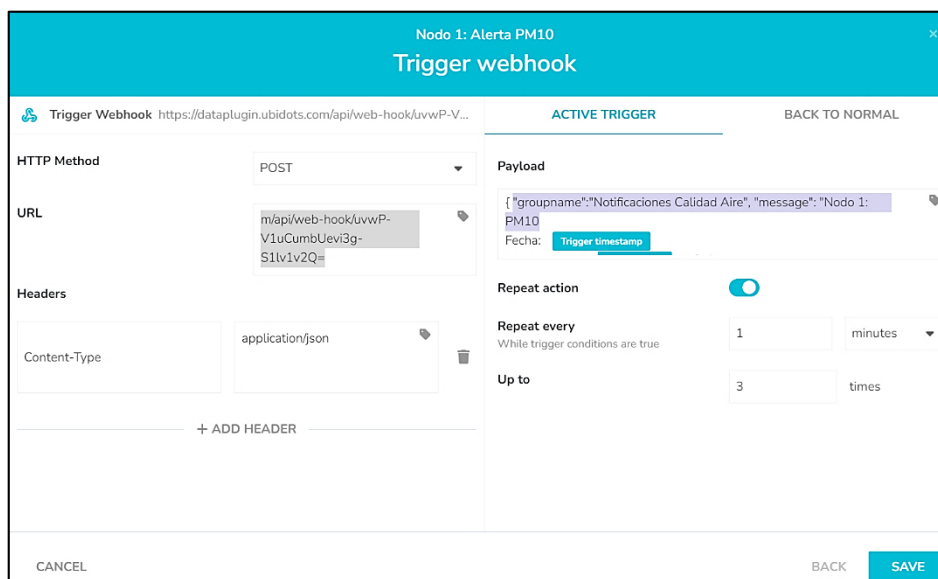 Nodo 1: Alerta PM10
Trigger webhook
Trigger Webhook https://dataplugin.ubidots.com/api/web-hook/uvwP-V...
HTTP Method
POST
URL
m/api/web-hook/uvwP-
V1uCumbUevi3g-
S1lv1v2Q=
Headers
Content-Type
application/json
+ ADD HEADER
ACTIVE TRIGGER
BACK TO NORMAL
Payload
{ "groupname":"Notificaciones Calidad Aire", "message": "Nodo 1:
PM10
Fecha: Trigger timestamp
Repeat action
Repeat every
While trigger conditions are true
1
minutes
Up to
3
times
CANCEL
BACK
SAVE